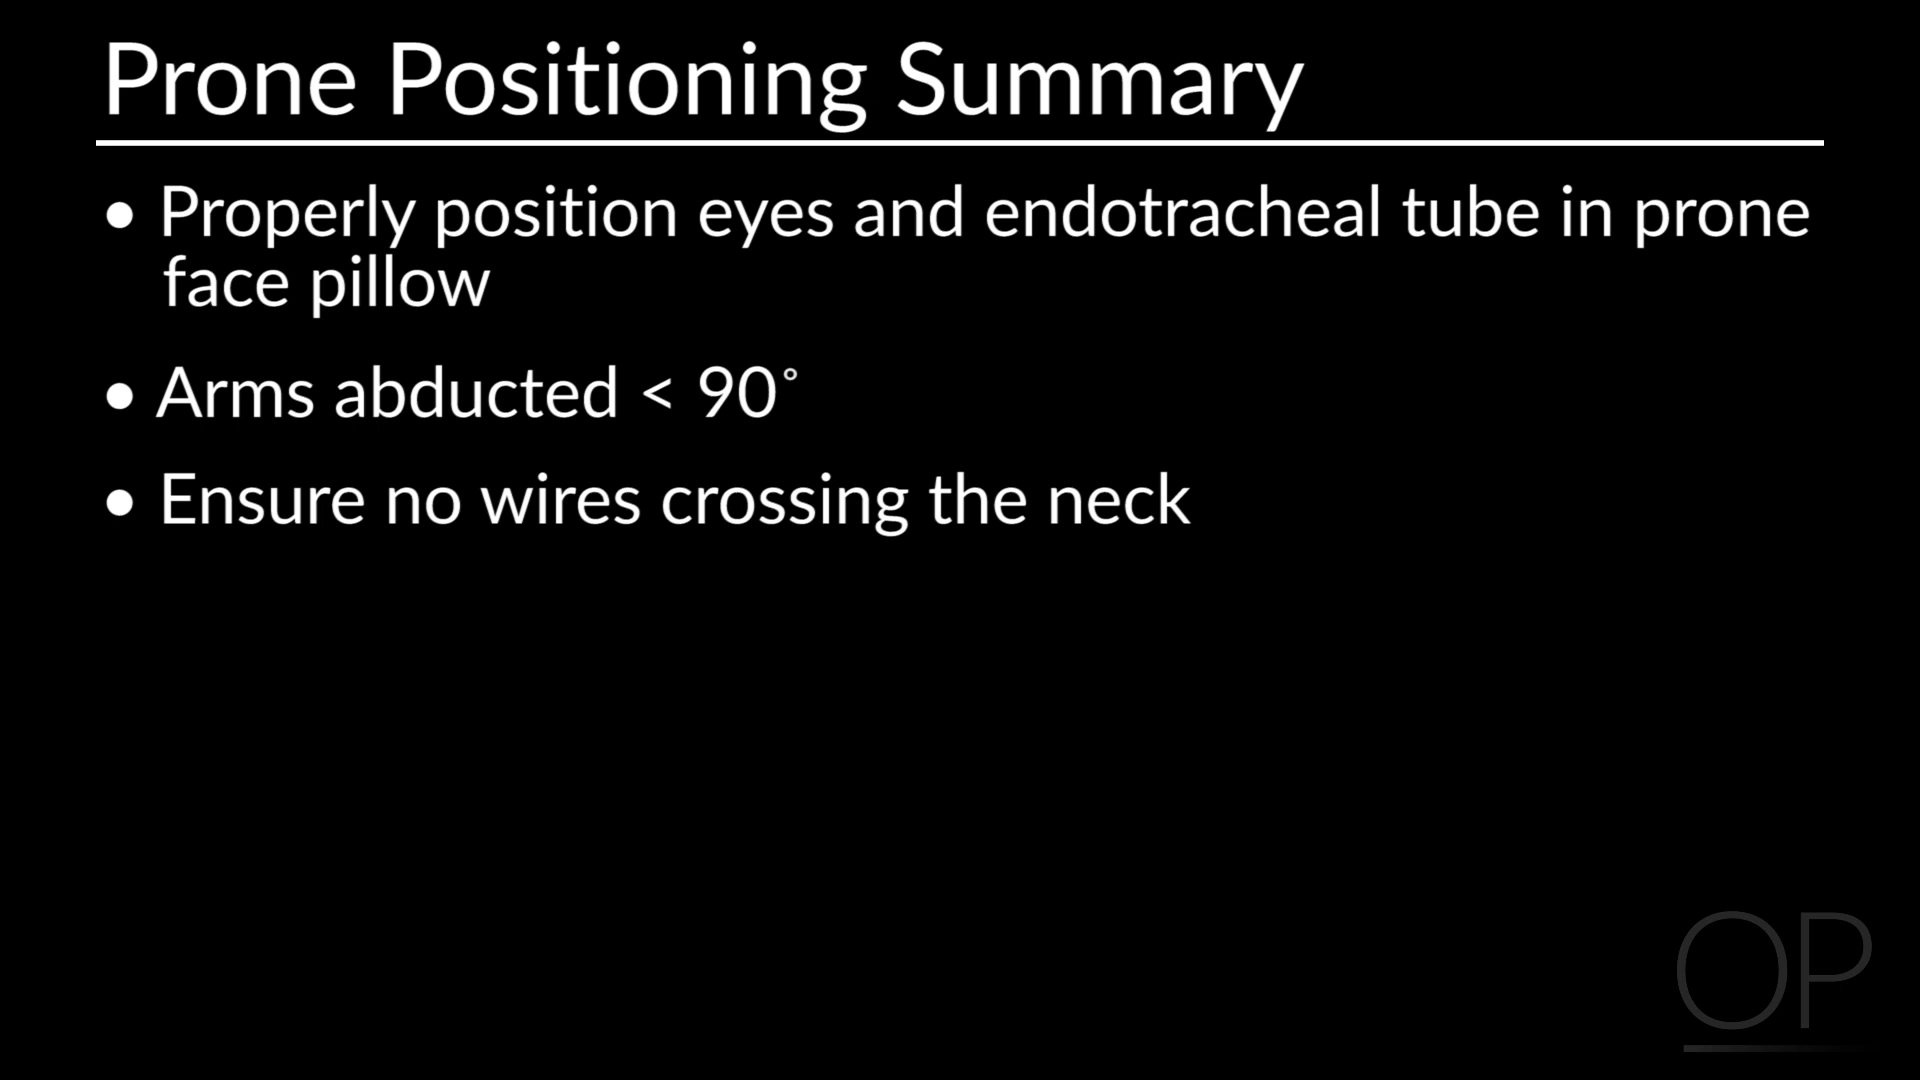 Prone Positioning Summary
• Properly position eyes and endotracheal tube in prone
face pillow
• Arms abducted < 90°
• Ensure no wires crossing the neck
OP